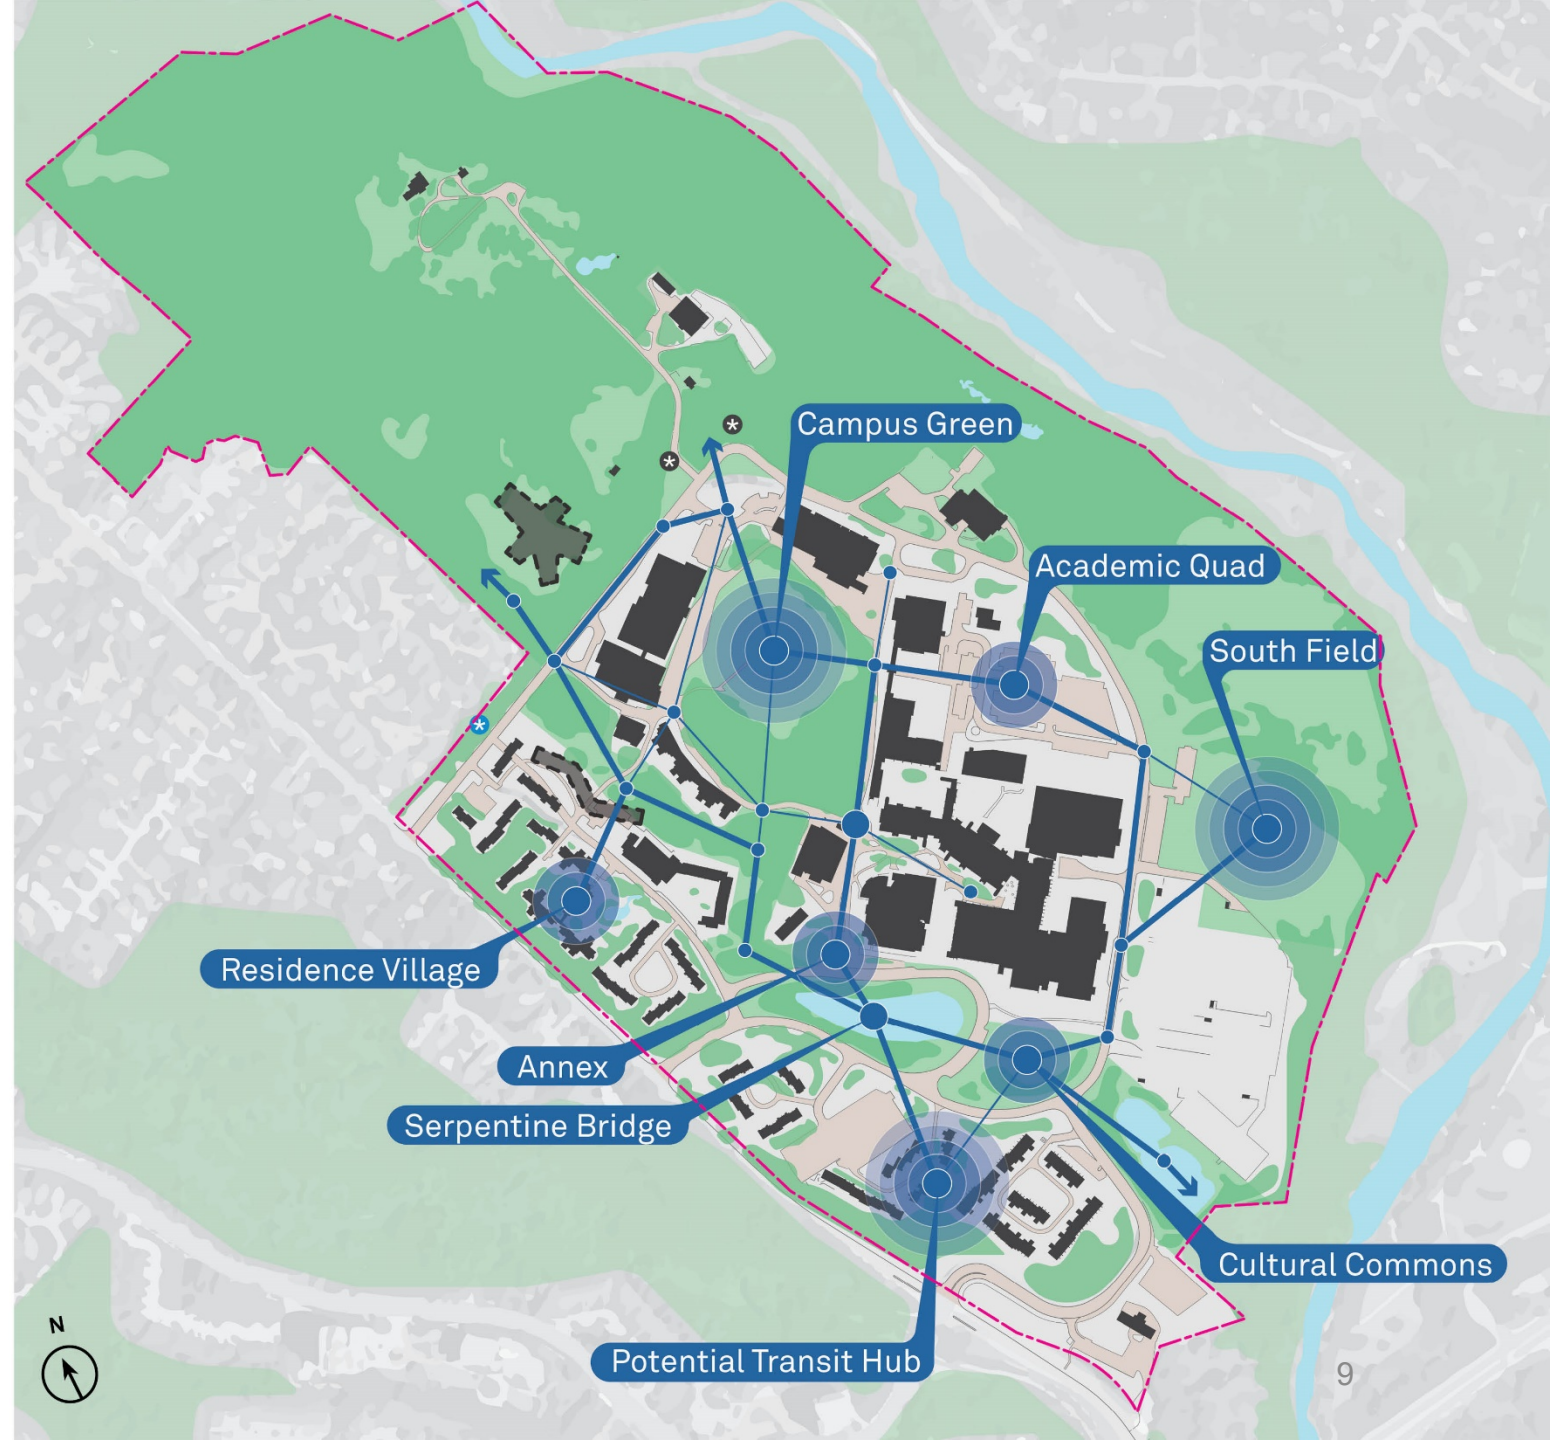 Campus Green
Academic Quad
South Field
Residence Village
Annex
Serpentine Bridge
Cultural Commons
Potential Transit Hub
N
9